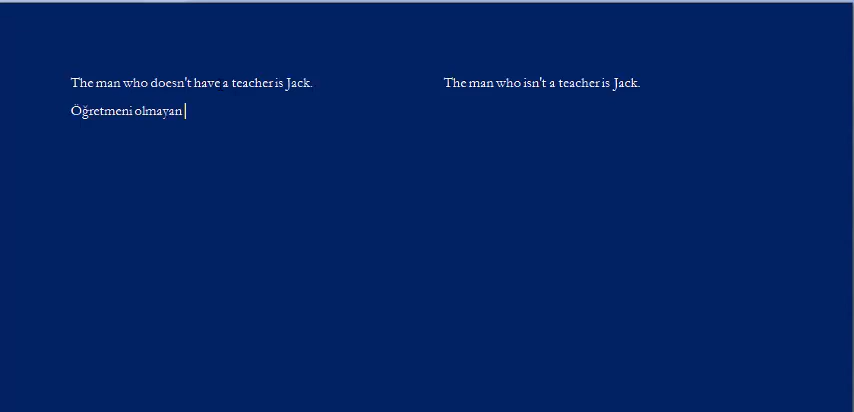 The man who doesn't have a teacher is Jack.
The man who isn't a teacher is Jack.
Öğretmeni olmayan